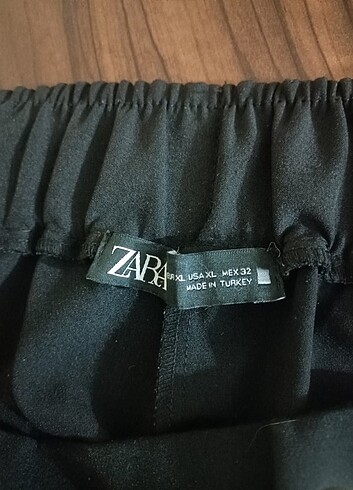 ZARA
EUR XL USA XL MEX 32
MADE IN TURKEY